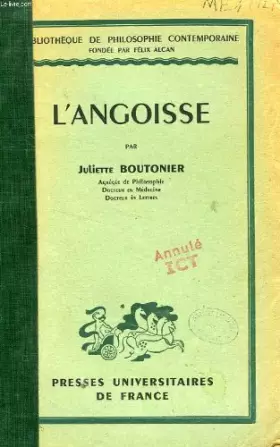 BLIOTHÈQUE DE PHILOSOPHIE CONTEMPORAINE
FONDÉE PAR FÉLIX ALCAN
L'ANGOISSE
PAR
Juliette BOUTONIER
Agrégée de Philosophie
Docteur en Médecine
Docteur ès Lettres
Annulé
ICT
PRESSES UNIVERSITAIRES
DE FRANCE